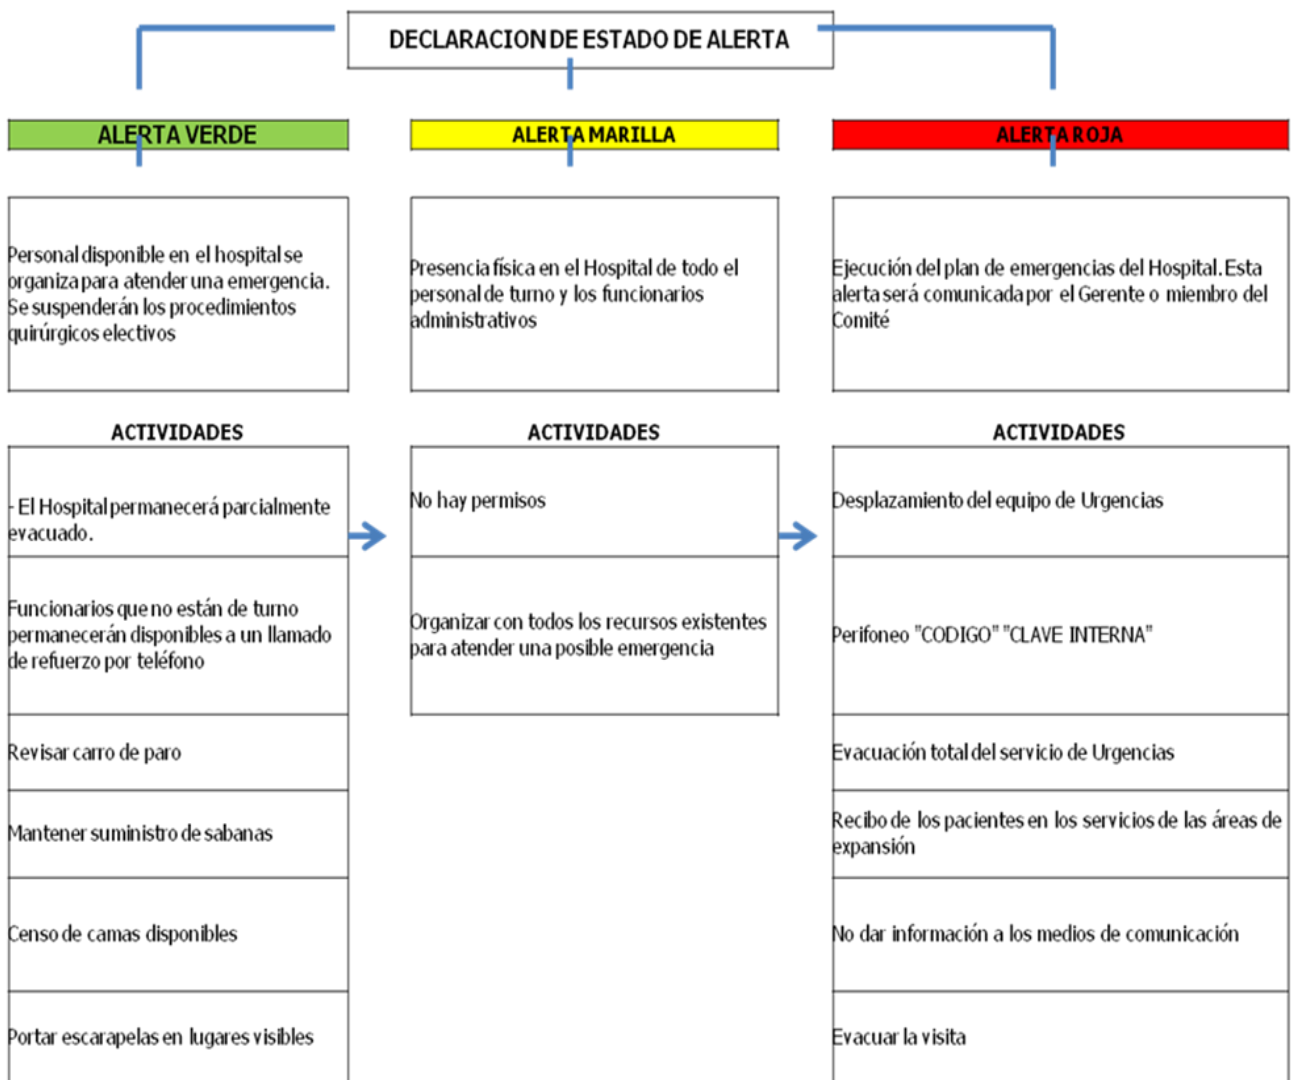 DECLARACION DE ESTADO DE ALERTA
ALERTA VERDE
Personal disponible en el hospital se
organiza para atender una emergencia.
Se suspenderán los procedimientos
quirúrgicos electivos
ACTIVIDADES
- El Hospital permanecerá parcialmente
evacuado.
Funcionarios que no están de turno
permanecerán disponibles a un llamado
de refuerzo por teléfono
Revisar carro de paro
Mantener suministro de sabanas
Censo de camas disponibles
Portar escarapelas en lugares visibles
ALERTA MARILLA
Presencia física en el Hospital de todo el
personal de turno y los funcionarios
administrativos
ACTIVIDADES
No hay permisos
Organizar con todos los recursos existentes
para atender una posible emergencia
ALERTA ROJA
Ejecución del plan de emergencias del Hospital. Esta
alerta será comunicada por el Gerente o miembro del
Comité
ACTIVIDADES
Desplazamiento del equipo de Urgencias
Perifoneo "CODIGO" "CLAVE INTERNA"
Evacuación total del servicio de Urgencias
Recibo de los pacientes en los servicios de las áreas de
expansión
No dar información a los medios de comunicación
Evacuar la visita